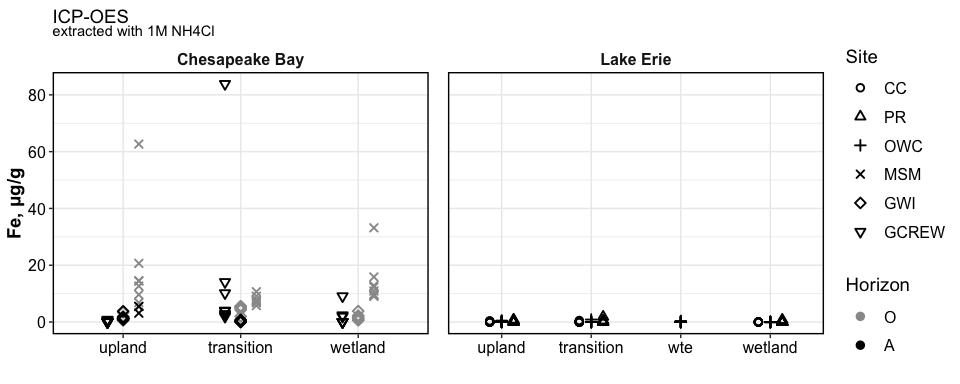 ICP-OES
extracted with 1M NH4Cl
Chesapeake Bay
Lake Erie
Fe, μg/g
80
60
40
20
0
upland
transition
wetland
upland
transition
wte
wetland
Site
CC
PR
OWC
MSM
GWI
GCREW
Horizon
O
A